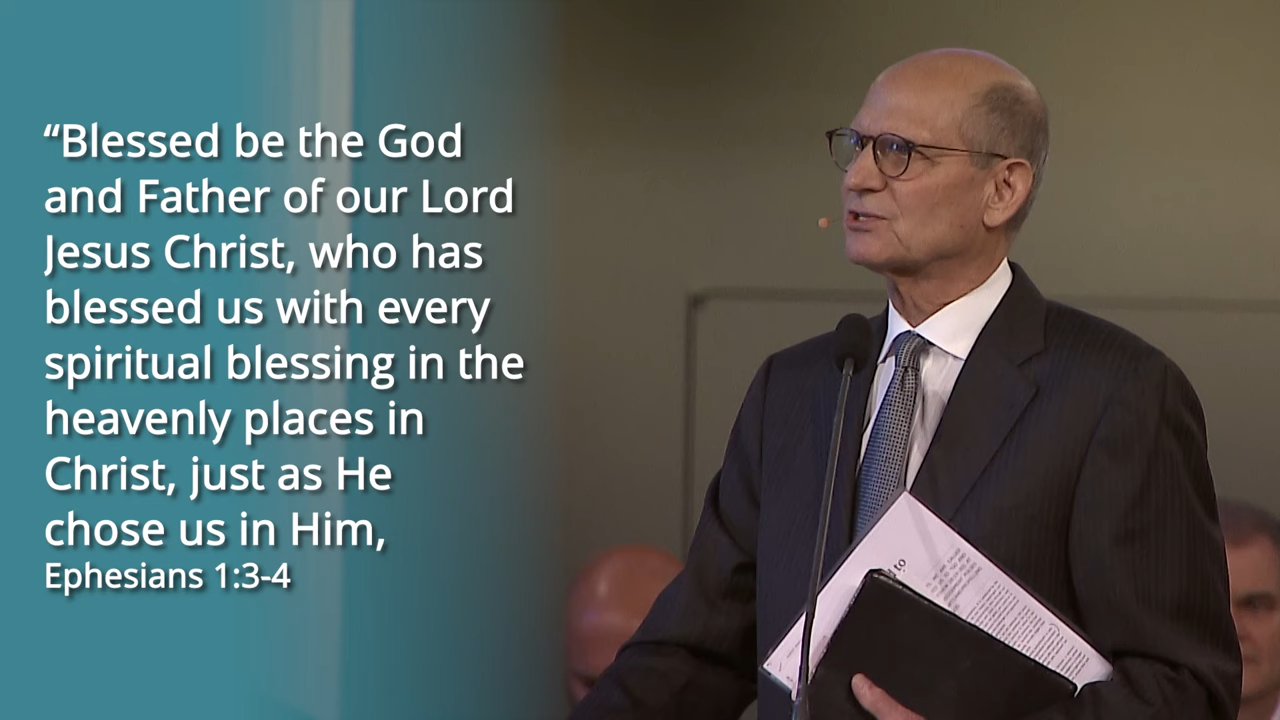 “Blessed be the God
and Father of our Lord
Jesus Christ, who has
blessed us with every
spiritual blessing in the
heavenly places in
Christ, just as He
chose us in Him,
Ephesians 1:3-4
to